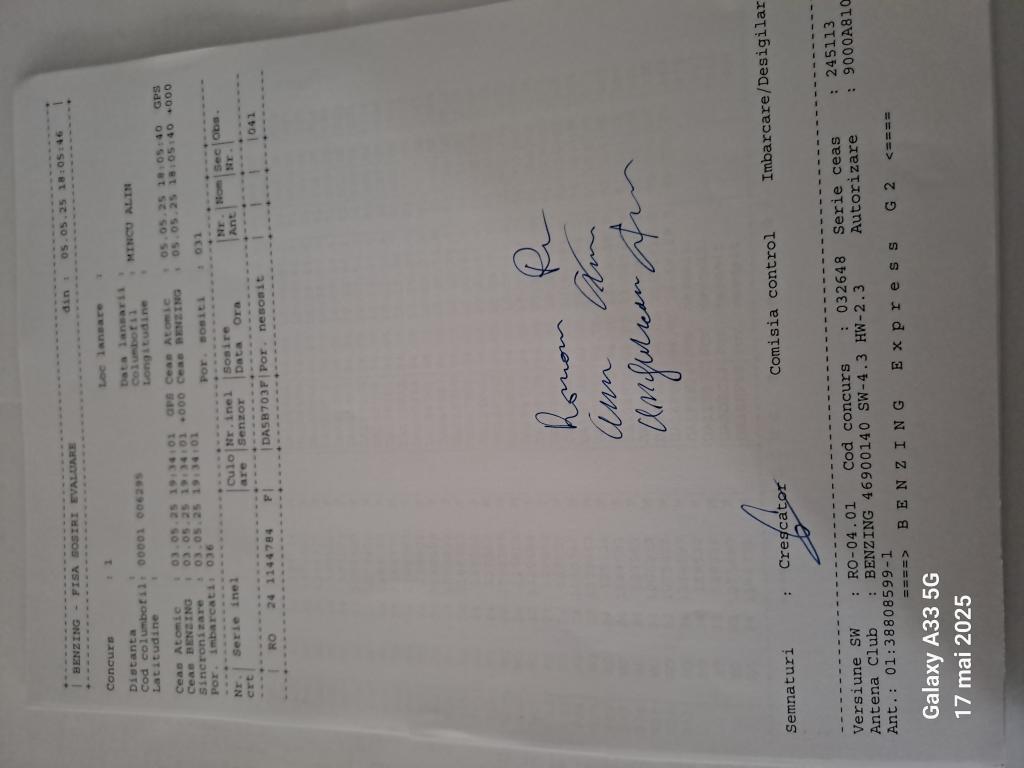 BENZING - FISA SOSIRI EVALUARE din : 05.05.25 18:05:46
Concurs : 1 Loc lansare :
Distanta : Data lansarii :
Cod columbofil: 00001 006295 Columbofil : MINCU ALIN
Latitudine : Longitudine :
Ceas Atomic : 03.05.25 19:34:01 GPS Ceas Atomic : 05.05.25 18:05:40 GPS
Ceas BENZING : 03.05.25 19:34:01 +000 Ceas BENZING : 05.05.25 18:05:40 +000
Sincronizare : 03.05.25 19:34:01
Por. imbarcati: 036 Por. sositi : 031
Nr. | Serie inel |Culo|Nr.inel |Sosire |Nr. |Nom|Sec|Obs.
crt| |are |Senzor |Data Ora |Ant| |Nr |
| RO 24 1144784 F| |DA5B703F|Por. nesosit | | | |041
Semnaturi : Crescator Comisia control Imbarcare/Desigilar
Versiune SW : RO-04.01 Cod concurs : 032648 Serie ceas : 245113
Antena Club : BENZING 46900140 SW-4.3 HW-2.3 Autorizare : 9000A810
Ant.: 01:38808599-1
====> B E N Z I N G E x p r e s s G 2 <====
Galaxy A33 5G
17 mai 2025